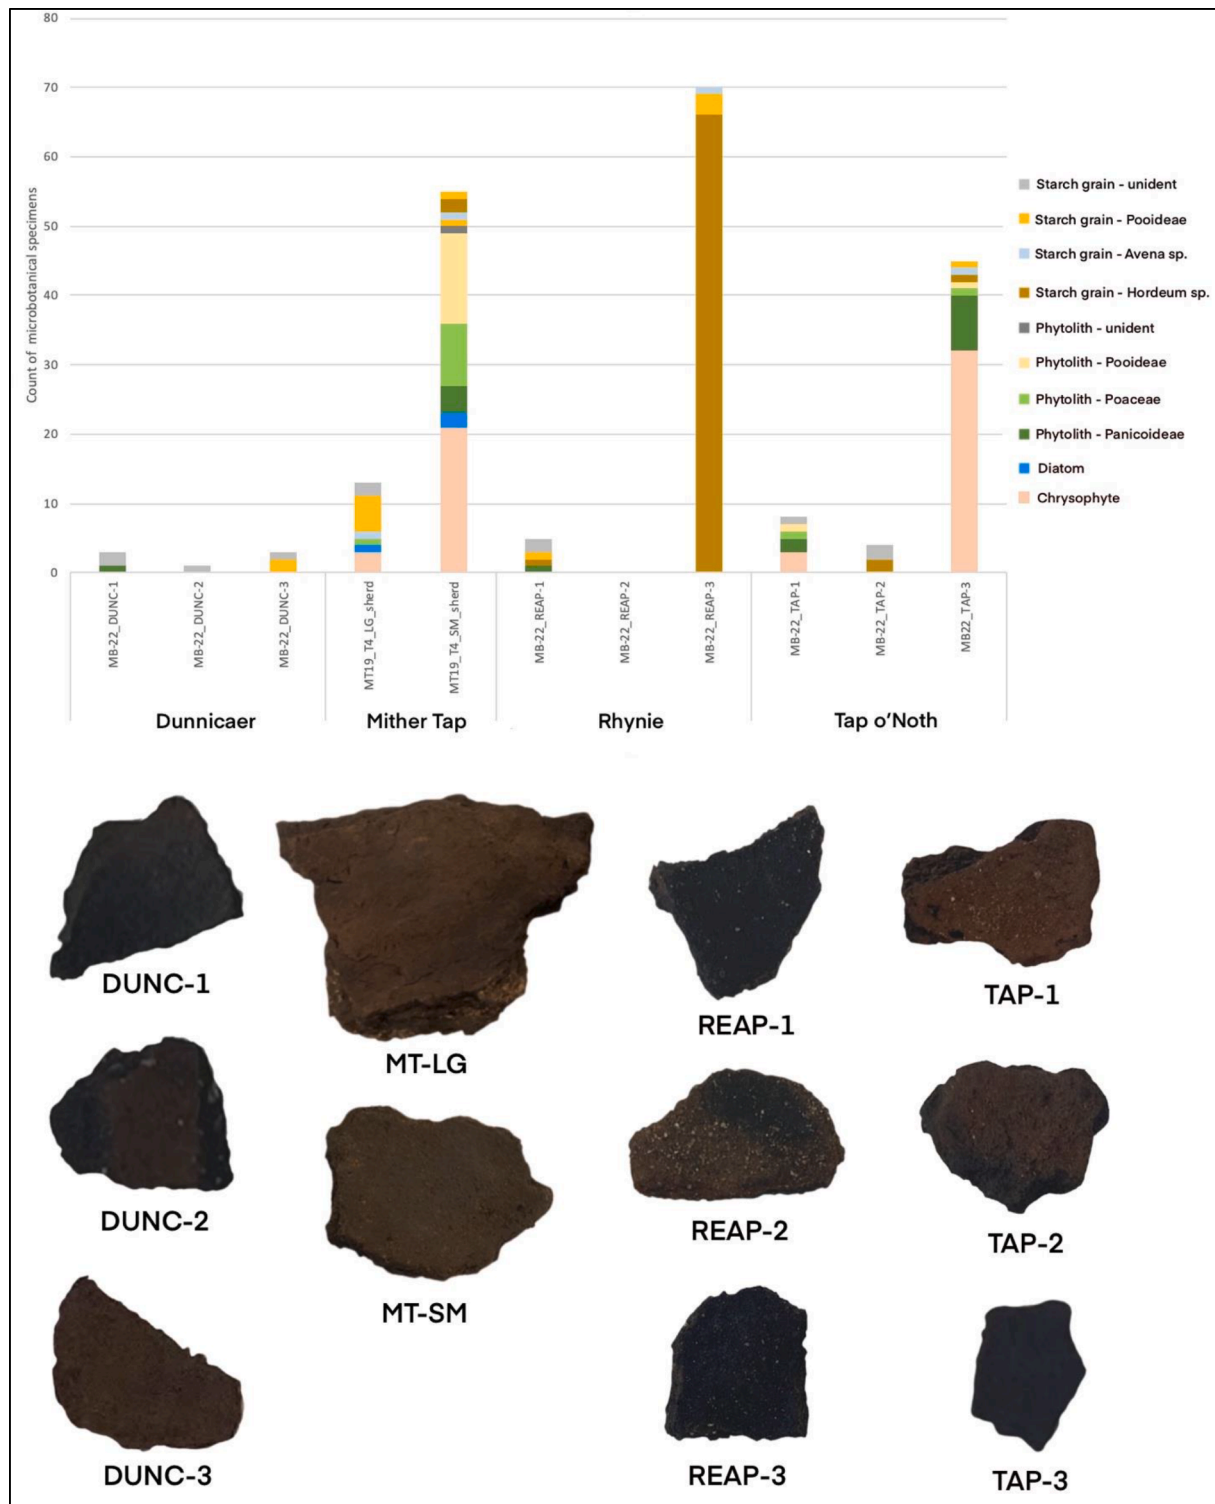 80
70
60
50
40
30
20
10
0
Count of microbotanical specimens
Starch grain - unident
Starch grain - Pooideae
Starch grain - Avena sp.
Starch grain - Hordeum sp.
Phytolith - unident
Phytolith - Pooideae
Phytolith - Poaceae
Phytolith - Panicoideae
Diatom
Chrysophyte
MB-22_DUNC-1
MB-22_DUNC-2
MB-22_DUNC-3
MT19_T4_LG_sherd
MT19_T4_SM_sherd
MB-22_REAP-1
MB-22_REAP-2
MB-22_REAP-3
MB-22_TAP-1
MB-22_TAP-2
MB22_TAP-3
Dunnicaer
Mither Tap
Rhynie
Tap o’Noth
DUNC-1
MT-LG
REAP-1
TAP-1
DUNC-2
MT-SM
REAP-2
TAP-2
DUNC-3
REAP-3
TAP-3